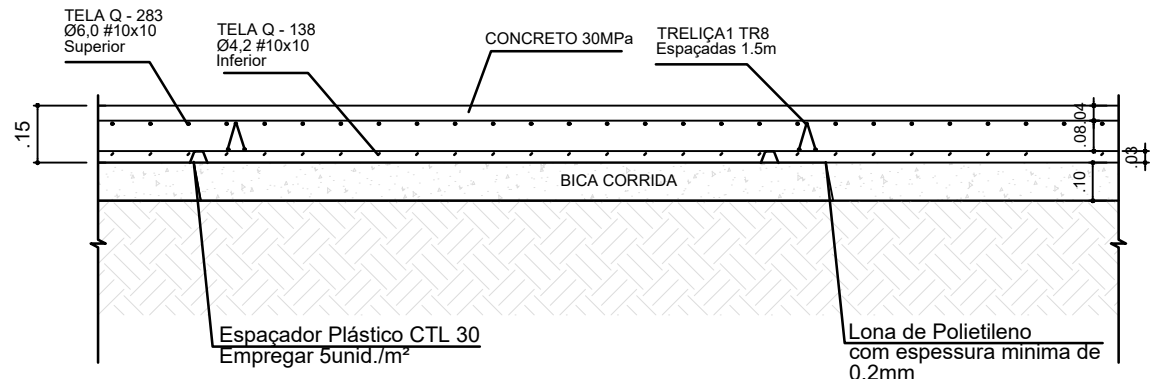 TELA Q - 283
Ø6,0 #10x10
Superior
TELA Q - 138
Ø4,2 #10x10
Inferior
CONCRETO 30MPa
TRELIÇA1 TR8
Espaçadas 1.5m
.15
.04
.08
.03
.10
BICA CORRIDA
Espaçador Plástico CTL 30
Empregar 5unid./m²
Lona de Polietileno
com espessura mínima de
0,2mm